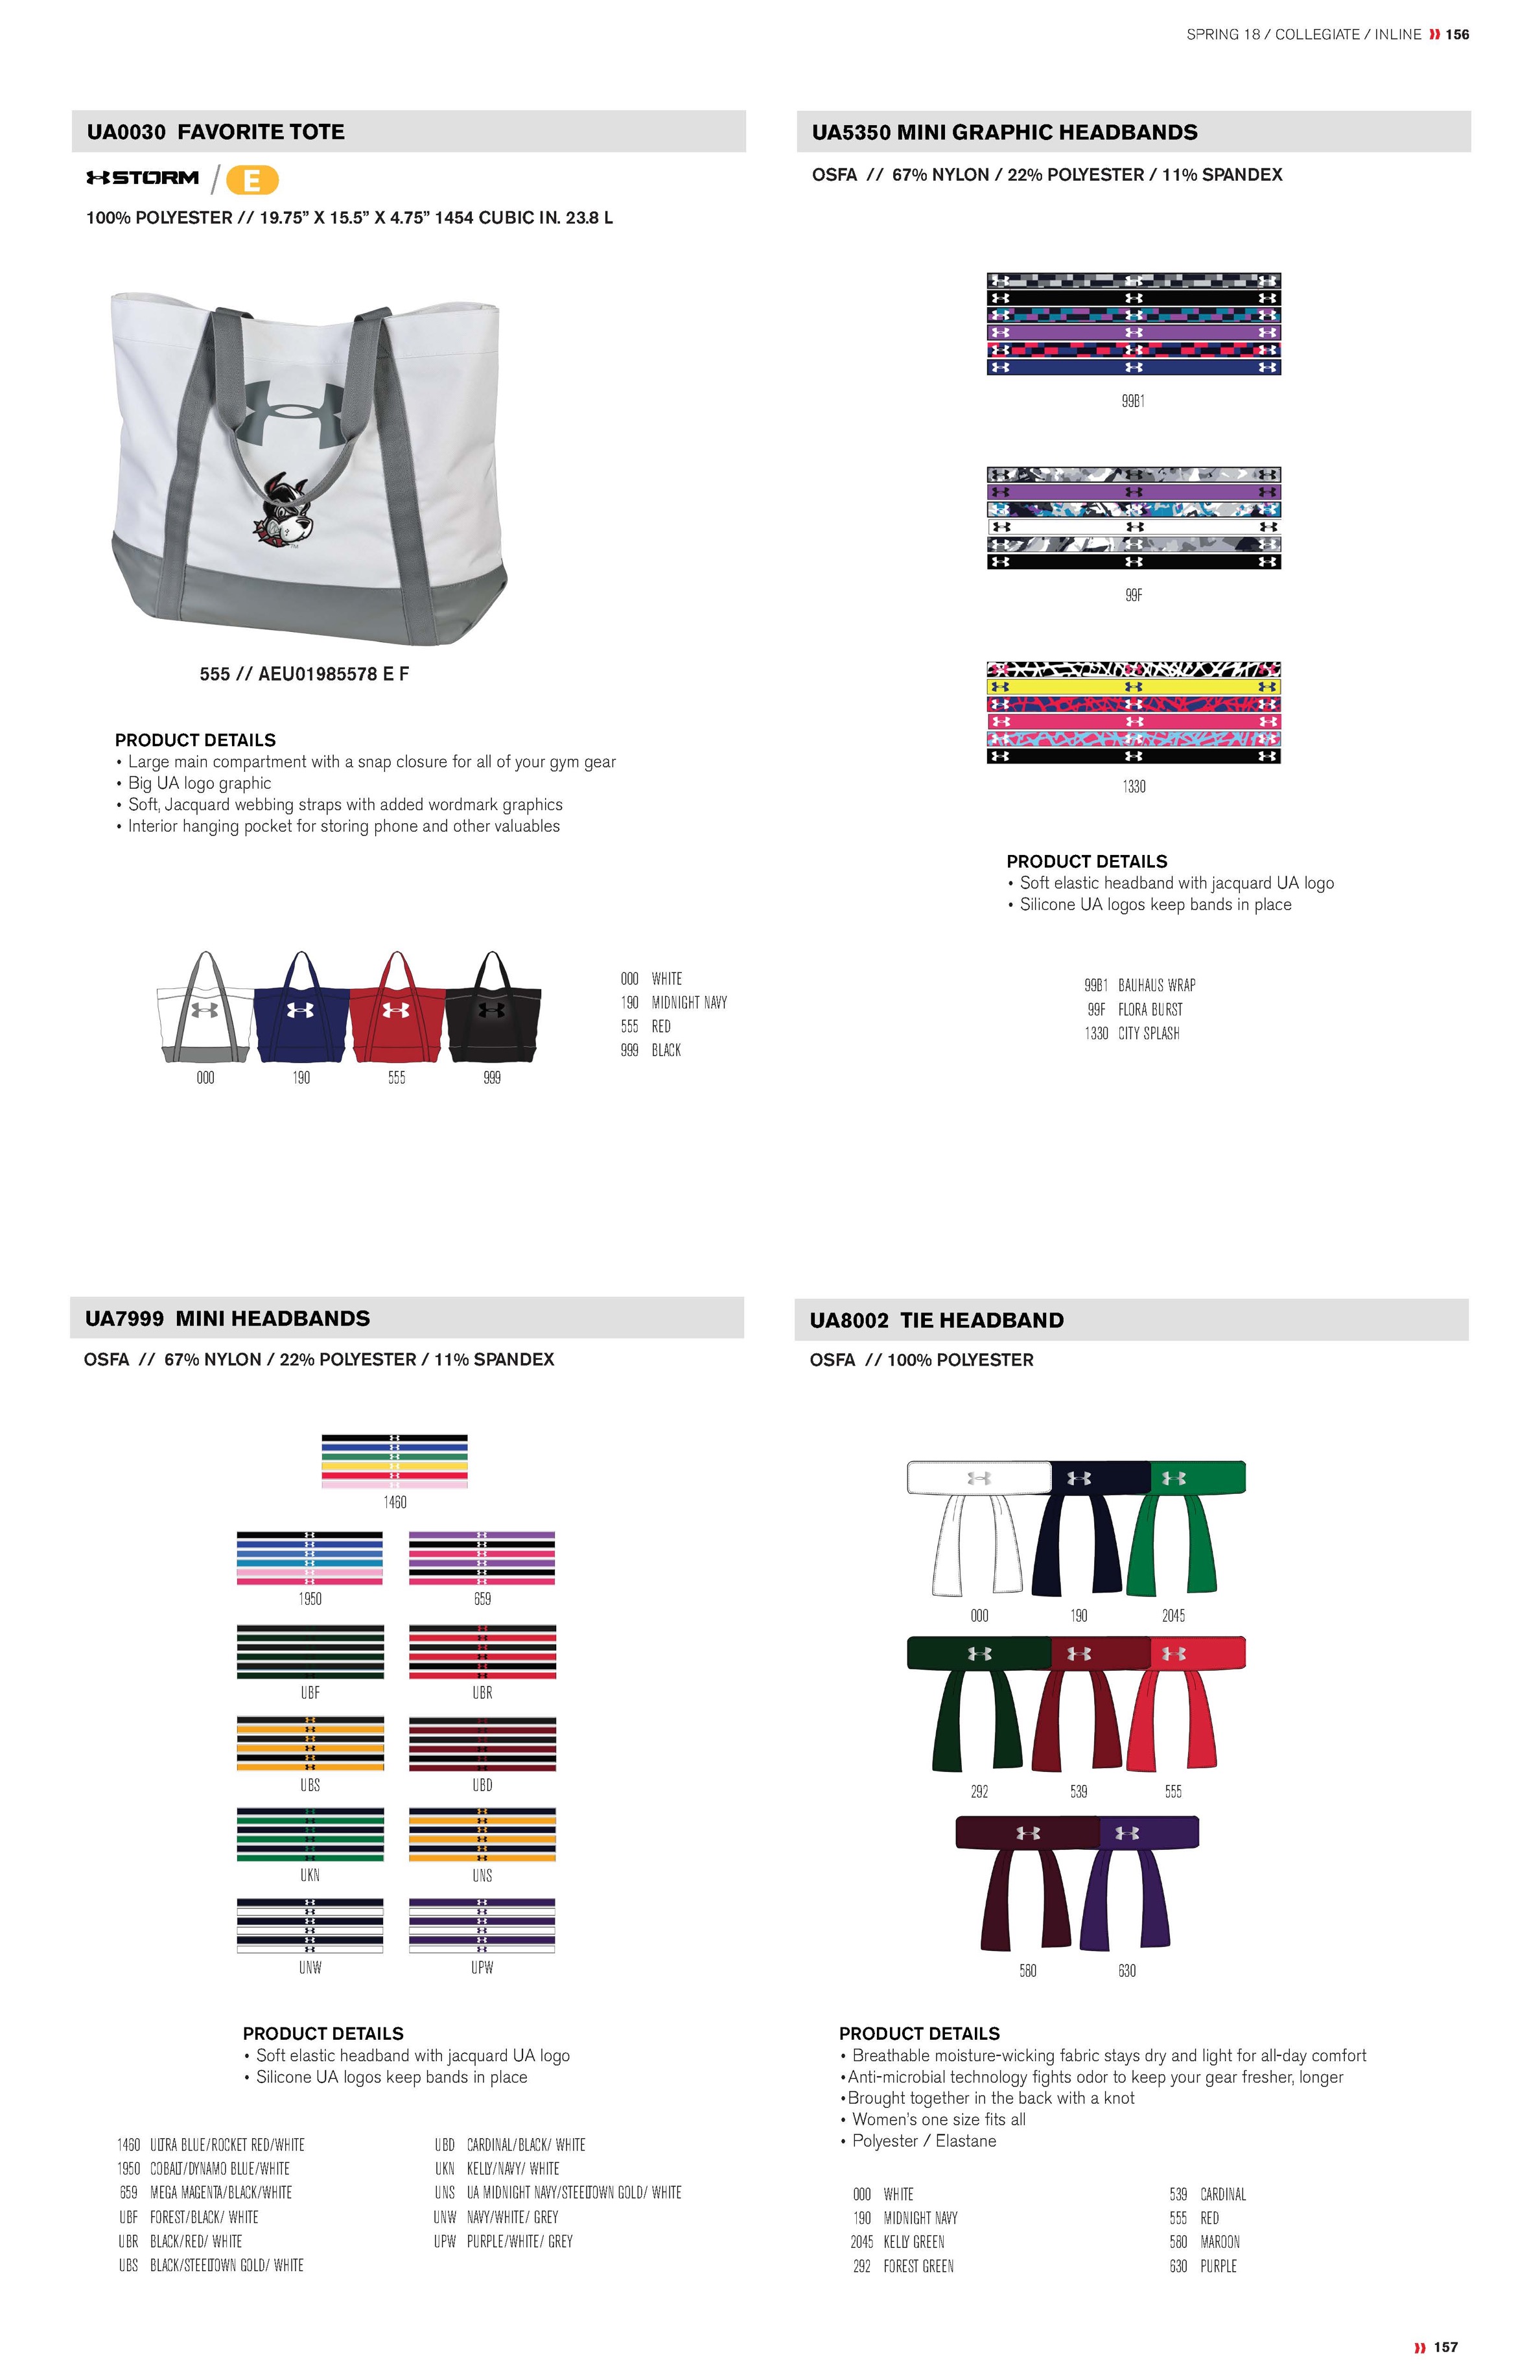 SPRING 18 / COLLEGIATE / INLINE 156
UA0030 FAVORITE TOTE
STORM / E
100% POLYESTER // 19.75” X 15.5” X 4.75” 1454 CUBIC IN. 23.8 L
TM
555 // AEU01985578 E F
PRODUCT DETAILS
• Large main compartment with a snap closure for all of your gym gear
• Big UA logo graphic
• Soft, Jacquard webbing straps with added wordmark graphics
• Interior hanging pocket for storing phone and other valuables
000 190 555 999
000 WHITE
190 MIDNIGHT NAVY
555 RED
999 BLACK
UA5350 MINI GRAPHIC HEADBANDS
OSFA // 67% NYLON / 22% POLYESTER / 11% SPANDEX
99B1
99F
1330
PRODUCT DETAILS
• Soft elastic headband with jacquard UA logo
• Silicone UA logos keep bands in place
99B1 BAUHAUS WRAP
99F FLORA BURST
1330 CITY SPLASH
UA7999 MINI HEADBANDS
OSFA // 67% NYLON / 22% POLYESTER / 11% SPANDEX
1460
1950 659
UBF UBR
UBS UBD
UKN UNS
UNW UPW
PRODUCT DETAILS
• Soft elastic headband with jacquard UA logo
• Silicone UA logos keep bands in place
1460 ULTRA BLUE/ROCKET RED/WHITE
1950 COBALT/DYNAMO BLUE/WHITE
659 MEGA MAGENTA/BLACK/WHITE
UBF FOREST/BLACK/ WHITE
UBR BLACK/RED/ WHITE
UBS BLACK/STEELTOWN GOLD/ WHITE
UBD CARDINAL/BLACK/ WHITE
UKN KELLY/NAVY/ WHITE
UNS UA MIDNIGHT NAVY/STEELTOWN GOLD/ WHITE
UNW NAVY/WHITE/ GREY
UPW PURPLE/WHITE/ GREY
UA8002 TIE HEADBAND
OSFA // 100% POLYESTER
000 190 2045
292 539 555
580 630
PRODUCT DETAILS
• Breathable moisture-wicking fabric stays dry and light for all-day comfort
•Anti-microbial technology fights odor to keep your gear fresher, longer
•Brought together in the back with a knot
• Women's one size fits all
• Polyester / Elastane
000 WHITE
190 MIDNIGHT NAVY
2045 KELLY GREEN
292 FOREST GREEN
539 CARDINAL
555 RED
580 MAROON
630 PURPLE
157